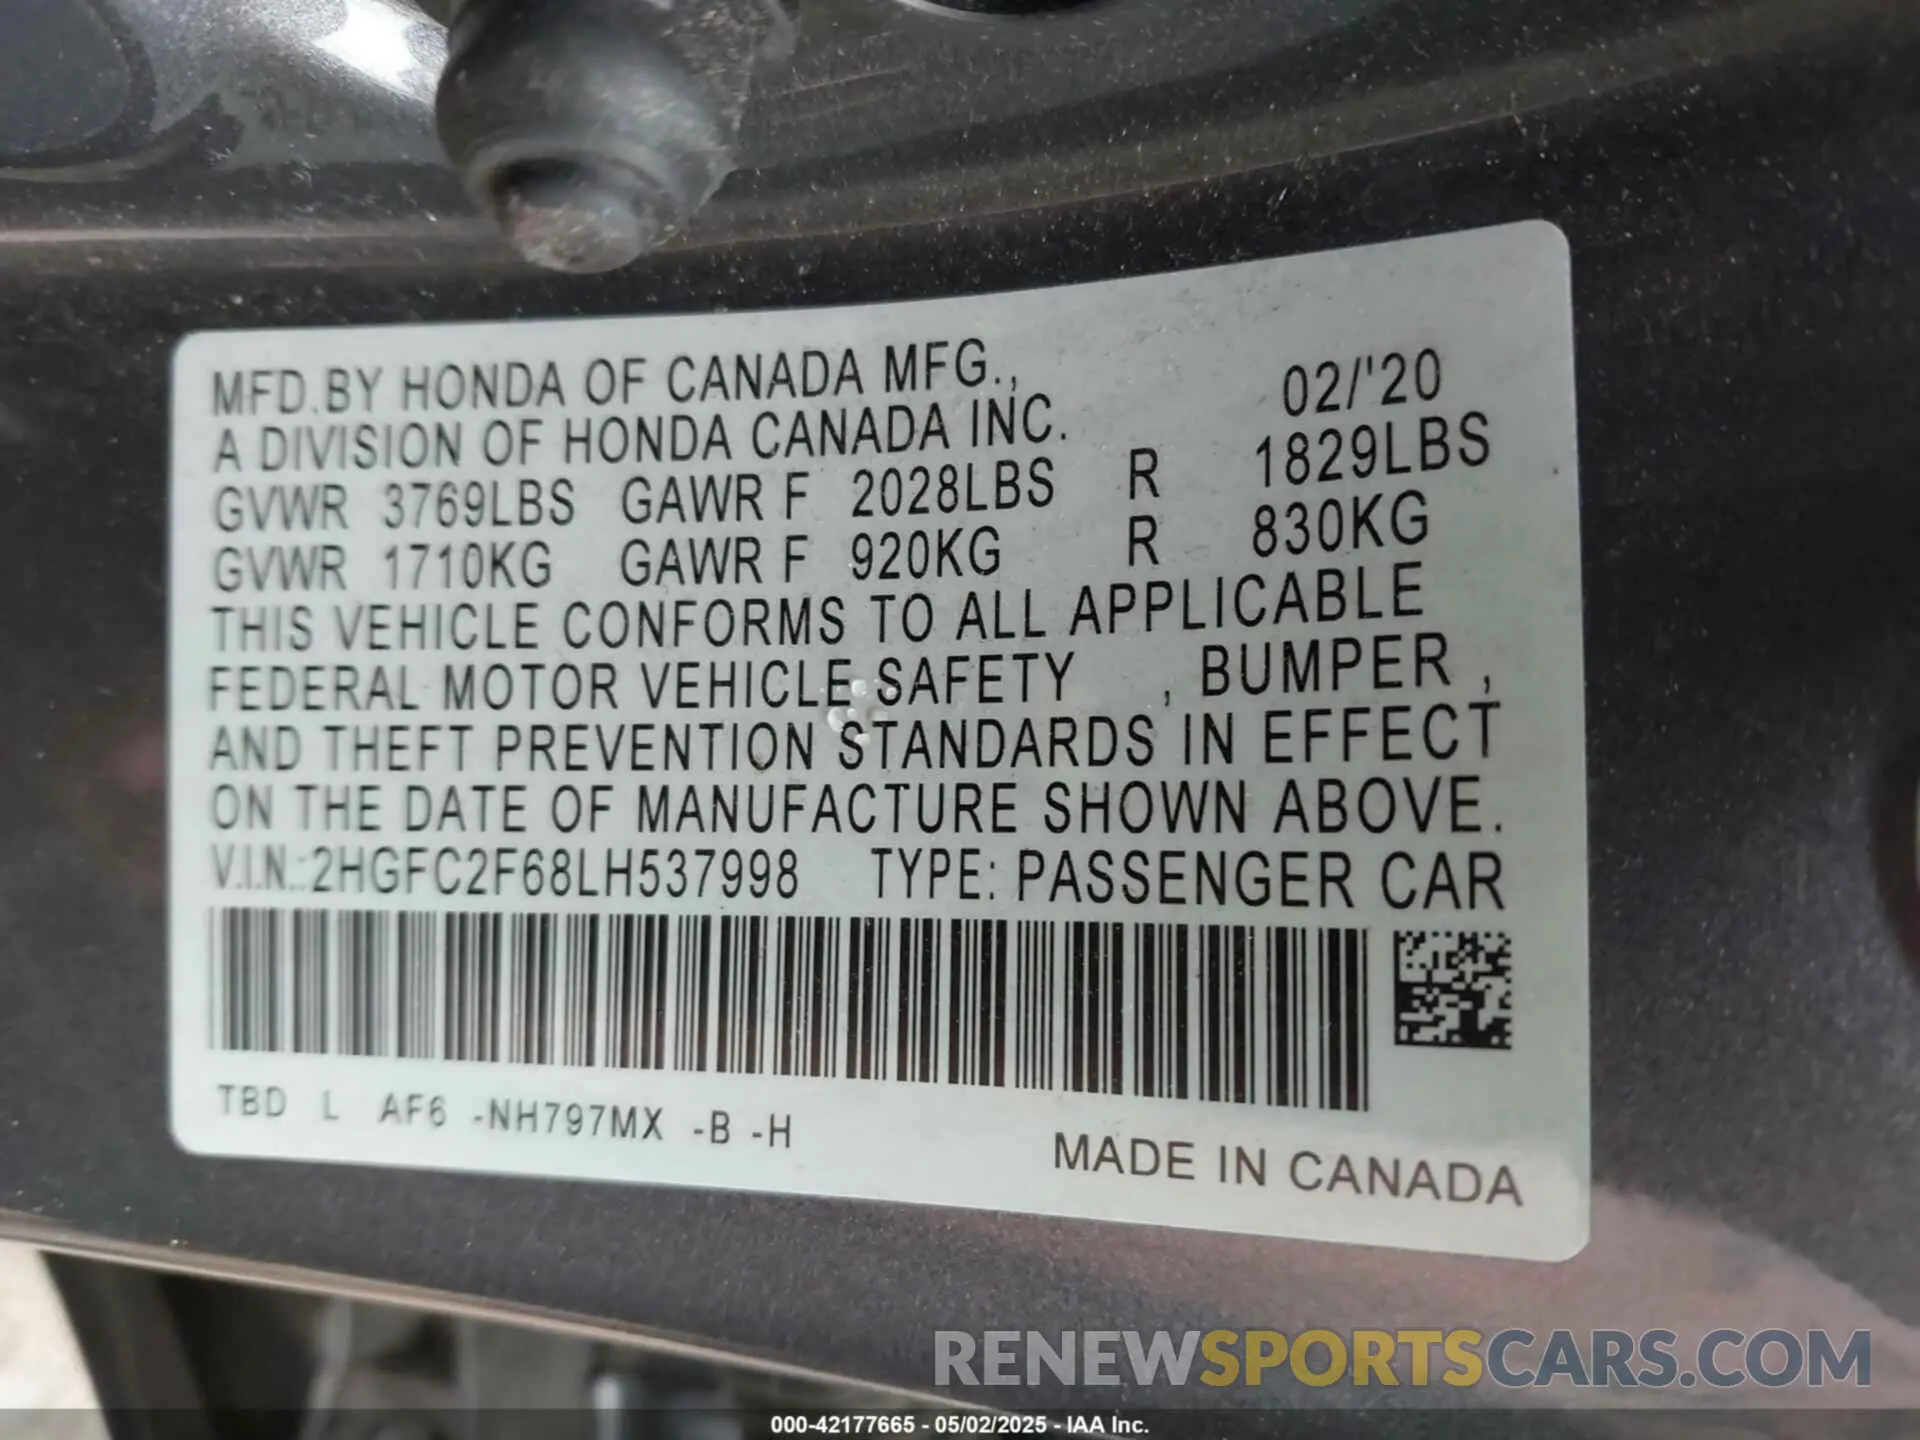 MFD.BY HONDA OF CANADA MFG.,
A DIVISION OF HONDA CANADA INC. 02/'20
GVWR 3769LBS GAWR F 2028LBS R 1829LBS
GVWR 1710KG GAWR F 920KG R 830KG
THIS VEHICLE CONFORMS TO ALL APPLICABLE
FEDERAL MOTOR VEHICLE SAFETY , BUMPER ,
AND THEFT PREVENTION STANDARDS IN EFFECT
ON THE DATE OF MANUFACTURE SHOWN ABOVE.
V.I.N.:2HGFC2F68LH537998 TYPE: PASSENGER CAR
TBD L AF6 -NH797MX -B -H
MADE IN CANADA
RENEWSPORTSCARS.COM
000-42177665 - 05/02/2025 - IAA Inc.